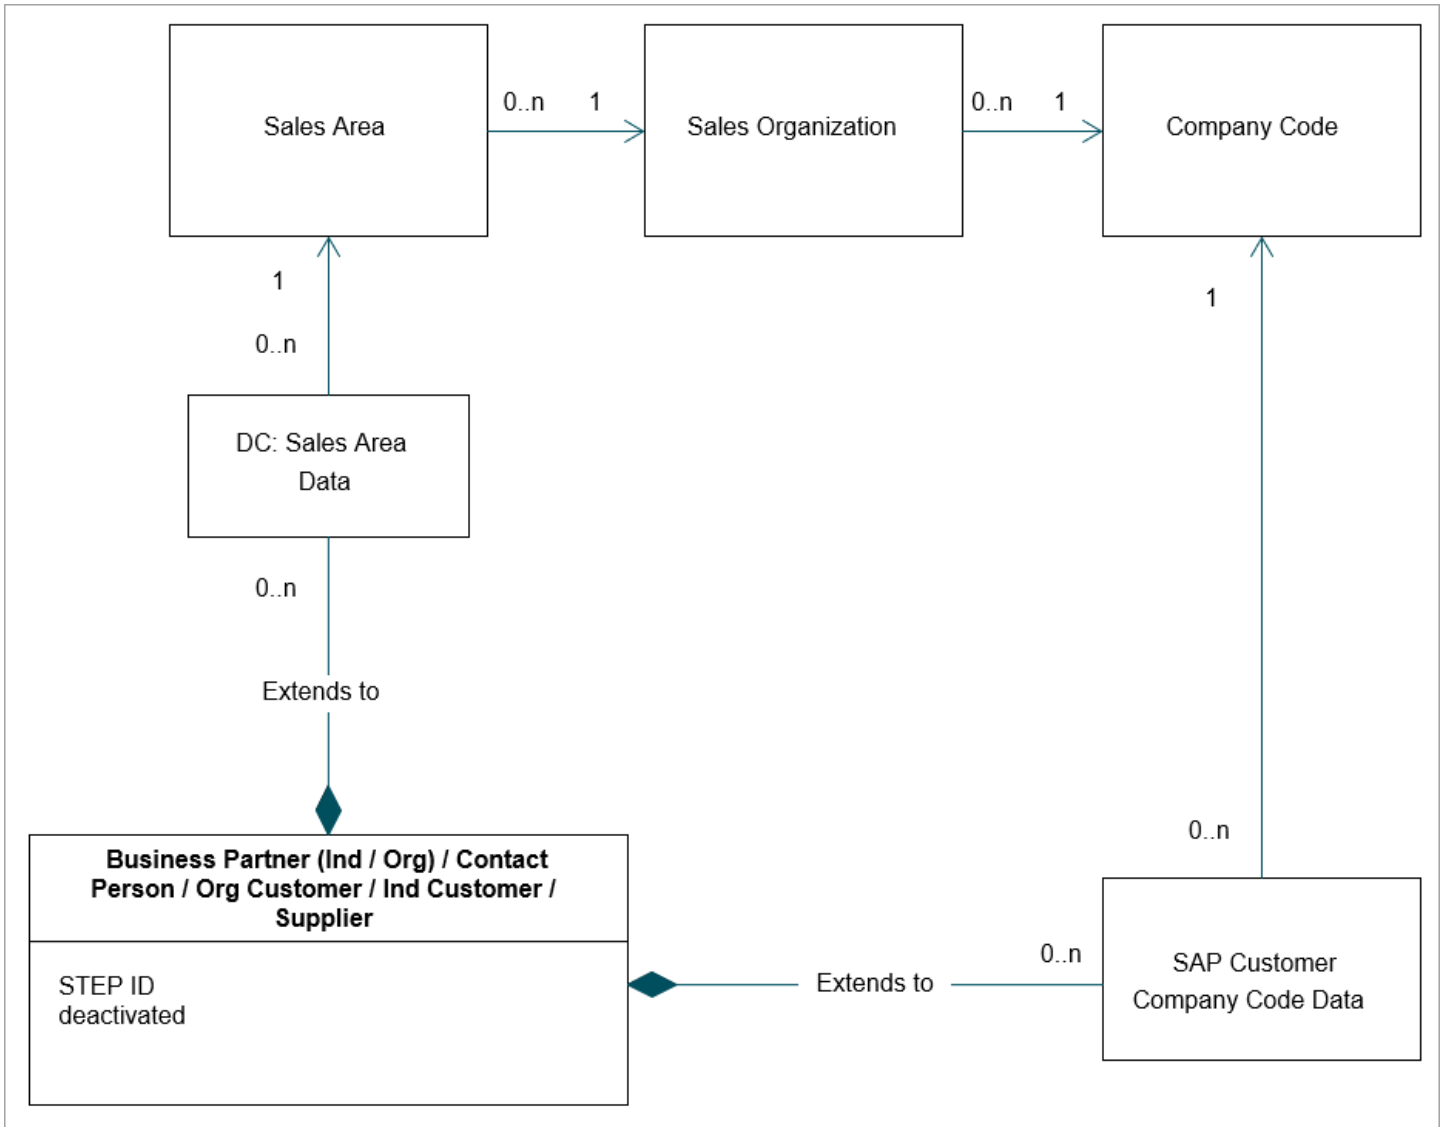 0..n 1
0..n 1
Sales Area
Sales Organization
Company Code
1
1
0..n
DC: Sales Area
Data
0..n
Extends to
0..n
Business Partner (Ind / Org) / Contact
Person / Org Customer / Ind Customer /
Supplier
STEP ID
deactivated
Extends to
0..n
SAP Customer
Company Code Data